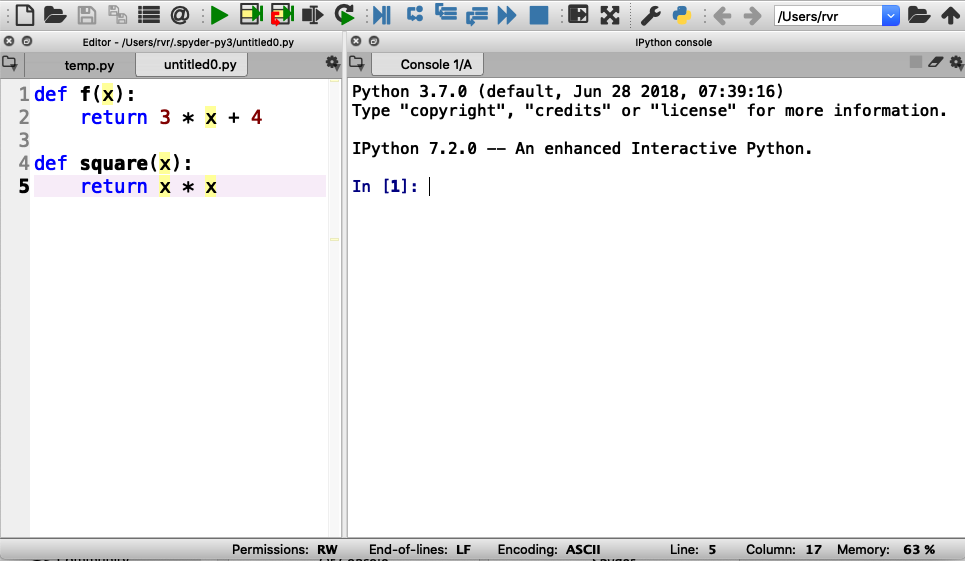 /Users/rvr
Editor - /Users/rvr/.spyder-py3/untitled0.py
temp.py
untitled0.py
1 def f(x):
2     return 3 * x + 4
3
4 def square(x):
5     return x * x
IPython console
Console 1/A
Python 3.7.0 (default, Jun 28 2018, 07:39:16)
Type "copyright", "credits" or "license" for more information.
IPython 7.2.0 -- An enhanced Interactive Python.
In [1]:
Permissions: RW End-of-lines: LF Encoding: ASCII Line: 5 Column: 17 Memory: 63 %